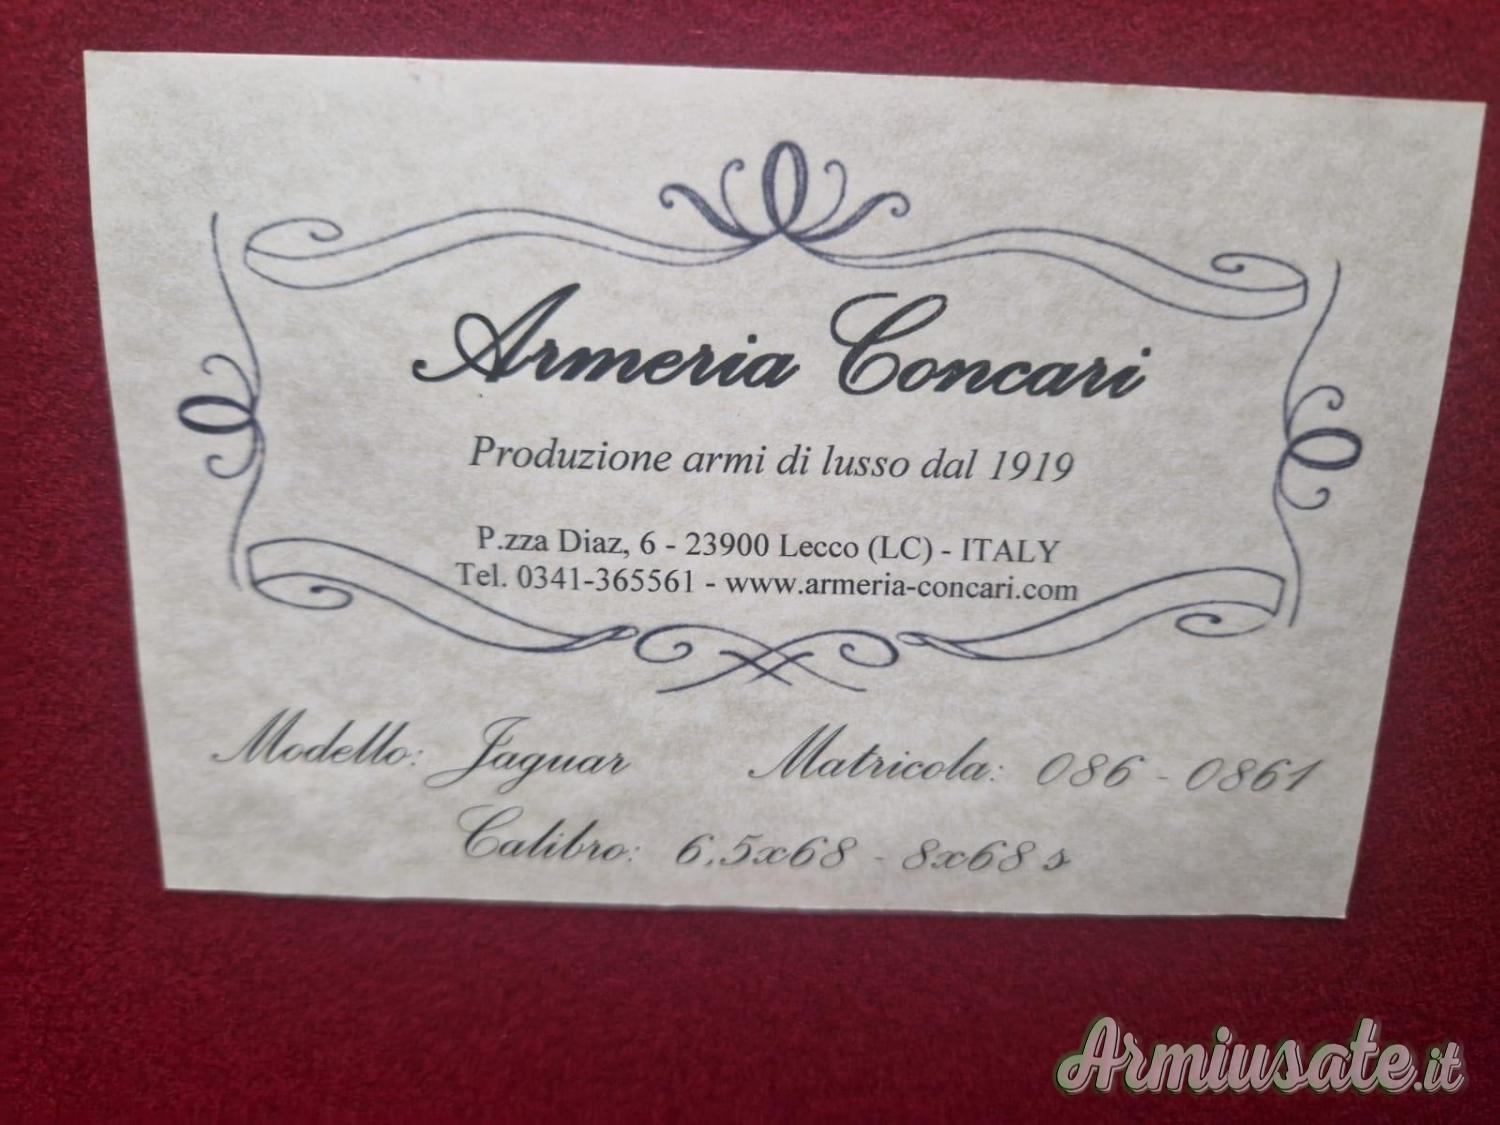 Armeria Concari
Produzione armi di lusso dal 1919
P.zza Diaz, 6 - 23900 Lecco (LC) - ITALY
Tel. 0341-365561 - www.armeria-concari.com
Modello: Jaguar Matricola: 086 - 0861
Calibro: 6,5x68 - 8x68 s
Armiusate.it